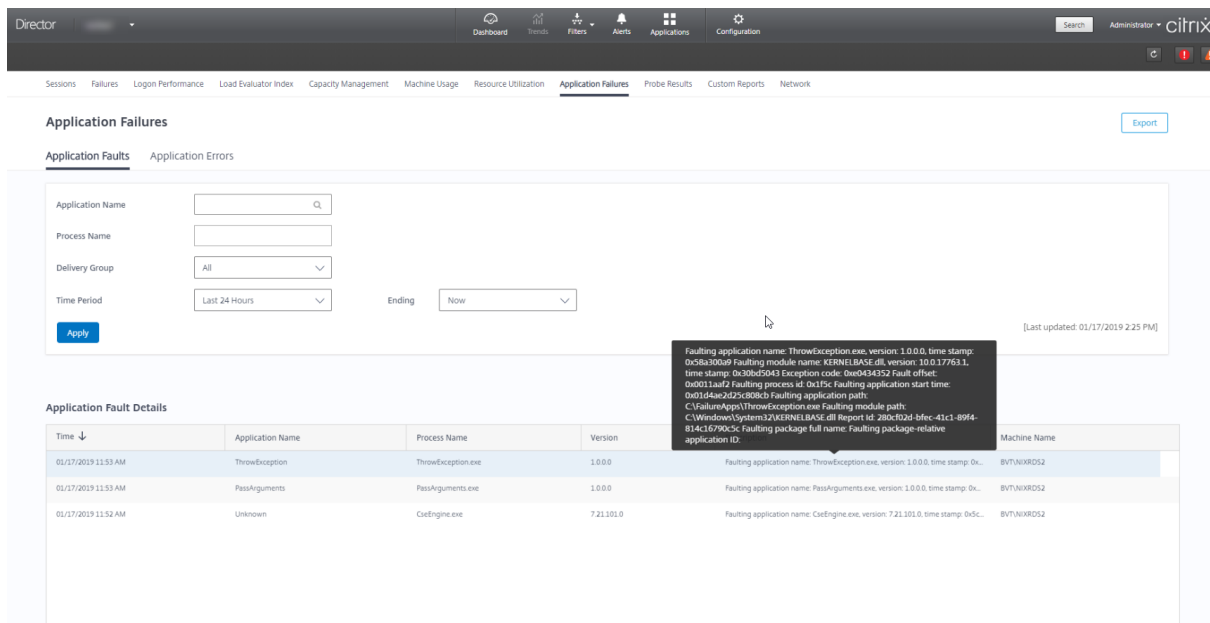 Director
Dashboard Trends Filters Alerts Applications Configuration Search Administrator citrix
Sessions Failures Logon Performance Load Evaluator Index Capacity Management Machine Usage Resource Utilization Application Failures Probe Results Custom Reports Network
Application Failures
Export
Application Faults Application Errors
Application Name
Process Name
Delivery Group All
Time Period Last 24 Hours Ending Now
Apply
[Last updated: 01/17/2019 2:25 PM]
Faulting application name: ThrowException.exe, version: 1.0.0.0, time stamp:
0x58a300a9 Faulting module name: KERNELBASE.dll, version: 10.0.17763.1,
time stamp: 0x30bd5043 Exception code: 0xe0434352 Fault offset:
0x0011aaf2 Faulting process id: 0x1f5c Faulting application start time:
0x01d4ae2d25c808cb Faulting application path:
C:\FailureApps\ThrowException.exe Faulting module path:
C:\Windows\System32\KERNELBASE.dll Report Id: 280cf02d-bfec-41c1-89f4-
814c16790c5c Faulting package full name: Faulting package-relative
application ID:
Application Fault Details
Time Application Name Process Name Version Machine Name
01/17/2019 11:53 AM ThrowException ThrowException.exe 1.0.0.0 Faulting application name: ThrowException.exe, version: 1.0.0.0, time stamp: 0x... BVT\NIXRDS2
01/17/2019 11:53 AM PassArguments PassArguments.exe 1.0.0.0 Faulting application name: PassArguments.exe, version: 1.0.0.0, time stamp: 0x... BVT\NIXRDS2
01/17/2019 11:52 AM Unknown CseEngine.exe 7.21.101.0 Faulting application name: CseEngine.exe, version: 7.21.101.0, time stamp: 0x5c... BVT\NIXRDS2